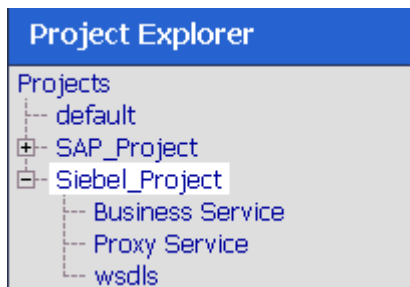 Project Explorer
Projects
default
SAP_Project
Siebel_Project
Business Service
Proxy Service
wsdls